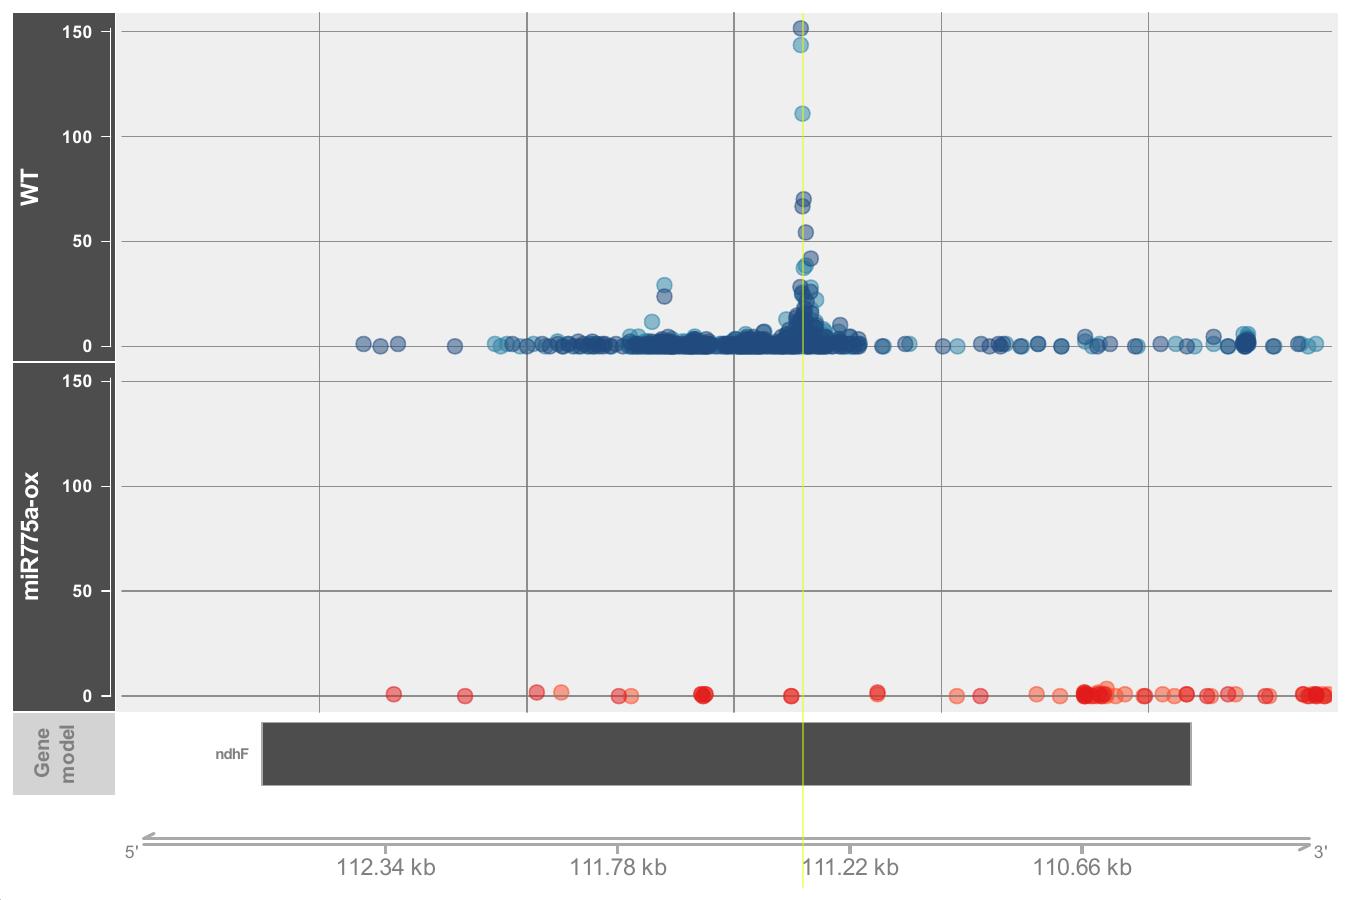 WT
150
100
50
0
miR775a-ox
150
100
50
0
Gene
model
ndhF
5'
3'
112.34 kb
111.78 kb
111.22 kb
110.66 kb